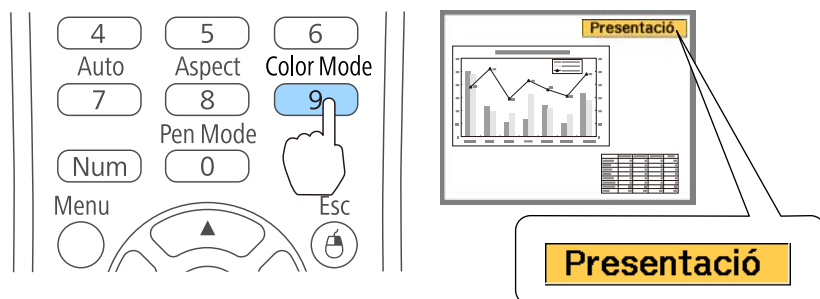 4 5 6
Auto Aspect Color Mode
7 8 9
Pen Mode
Num 0
Menu Esc
Presentació
Presentació